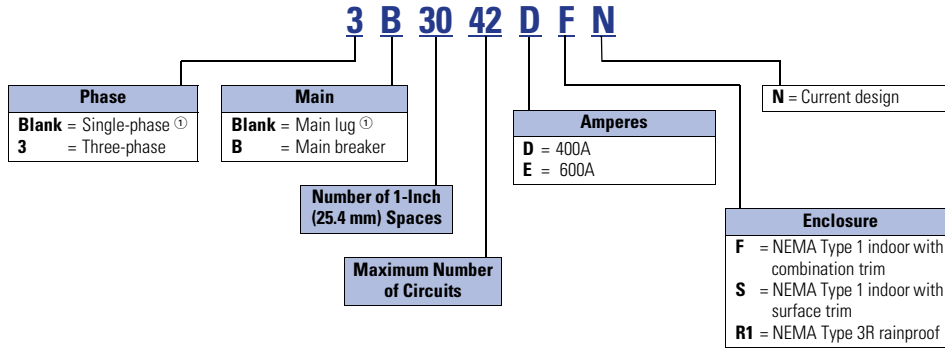 3 B 30 42 D F N
Phase
Blank = Single-phase ①
3 = Three-phase
Main
Blank = Main lug ①
B = Main breaker
Number of 1-Inch
(25.4 mm) Spaces
Maximum Number
of Circuits
Amperes
D = 400A
E = 600A
N = Current design
Enclosure
F = NEMA Type 1 indoor with
combination trim
S = NEMA Type 1 indoor with
surface trim
R1 = NEMA Type 3R rainproof